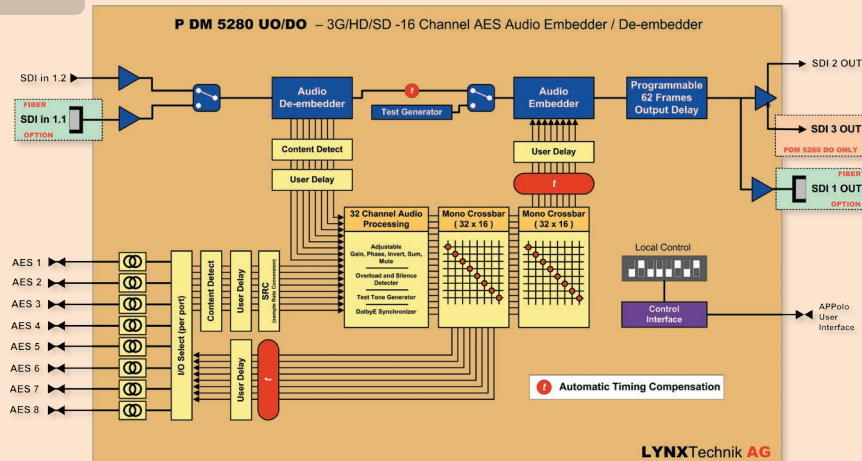 P DM 5280 UO/DO – 3G/HD/SD -16 Channel AES Audio Embedder / De-embedder
SDI in 1.2
FIBER
SDI in 1.1
OPTION
Audio
De-embedder
t
Test Generator
Audio
Embedder
Programmable
62 Frames
Output Delay
SDI 2 OUT
SDI 3 OUT
PDM 5280 DO ONLY
FIBER
SDI 1 OUT
OPTION
Content Detect
User Delay
User Delay
t
32 Channel Audio
Processing
Adjustable
Gain, Phase, Invert, Sum,
Mute
Overload and Silence
Detecter
Test Tone Generator
DolbyE Synchronizer
Mono Crossbar
( 32 x 16 )
Mono Crossbar
( 32 x 16 )
AES 1
AES 2
AES 3
AES 4
AES 5
AES 6
AES 7
AES 8
I/O Select (per port)
Content Detect
User Delay
SRC
(sample Rate Conversion)
User Delay
t
Local Control
Control
Interface
APPolo
User
Interface
t Automatic Timing Compensation
LYNXTechnik AG